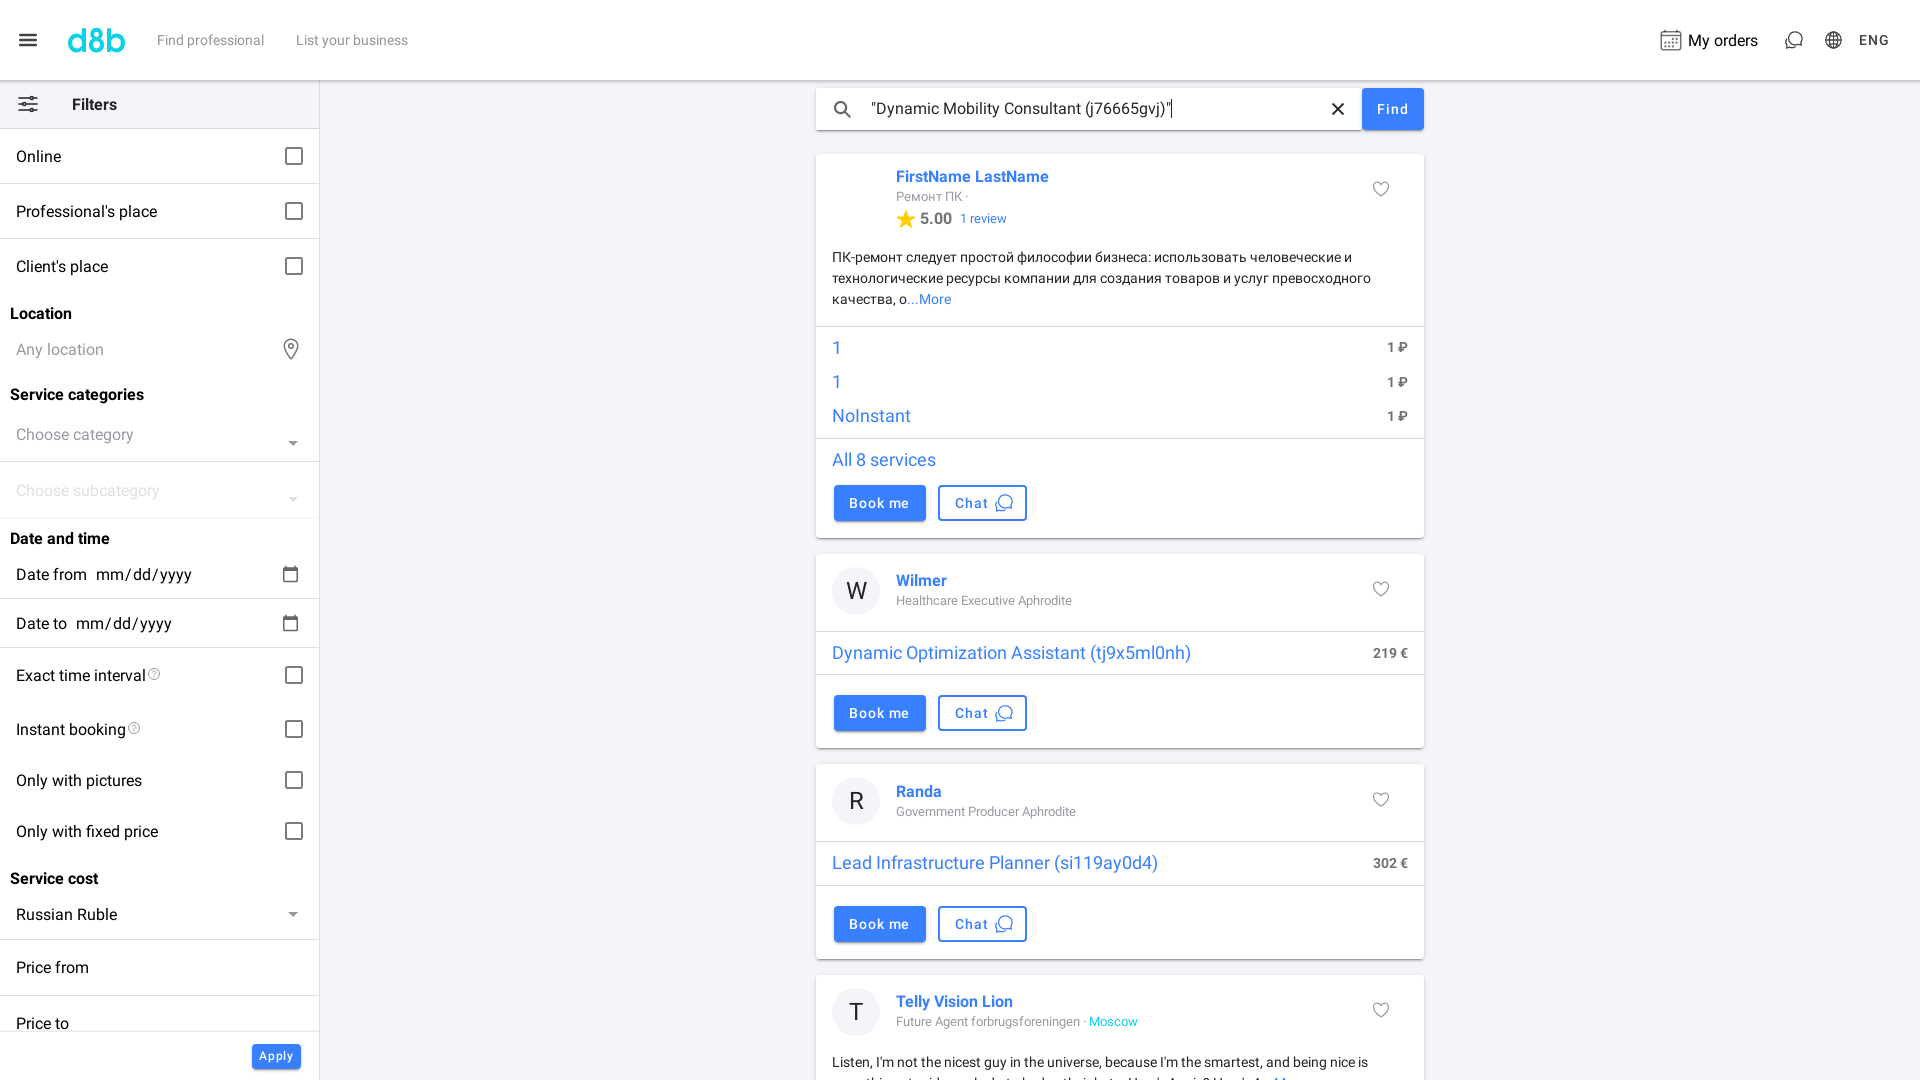 d8b
Find professional
List your business
My orders
ENG
Filters
Online
Professional's place
Client's place
Location
Any location
Service categories
Choose category
Choose subcategory
Date and time
Date from mm/dd/yyyy
Date to mm/dd/yyyy
Exact time interval
Instant booking
Only with pictures
Only with fixed price
Service cost
Russian Ruble
Price from
Price to
Apply
"Dynamic Mobility Consultant (j76665gvj)"
Find
FirstName LastName
Ремонт ПК ·
5.00 1 review
ПК-ремонт следует простой философии бизнеса: использовать человеческие и
технологические ресурсы компании для создания товаров и услуг превосходного
качества, о...More
1 1 ₽
1 1 ₽
NoInstant 1 ₽
All 8 services
Book me Chat
W
Wilmer
Healthcare Executive Aphrodite
Dynamic Optimization Assistant (tj9x5ml0nh) 219 €
Book me Chat
R
Randa
Government Producer Aphrodite
Lead Infrastructure Planner (si119ay0d4) 302 €
Book me Chat
T
Telly Vision Lion
Future Agent forbrugsforeningen · Moscow
Listen, I'm not the nicest guy in the universe, because I'm the smartest, and being nice is